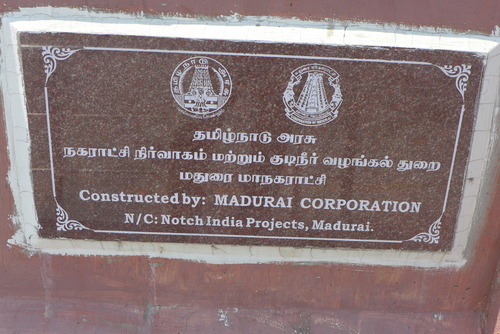 தமிழ்நாடு அரசு
நகராட்சி நிர்வாகம் மற்றும் குடிநீர் வழங்கல் துறை
மதுரை மாநகராட்சி
Constructed by: MADURAI CORPORATION
N/C: Notch India Projects, Madurai.